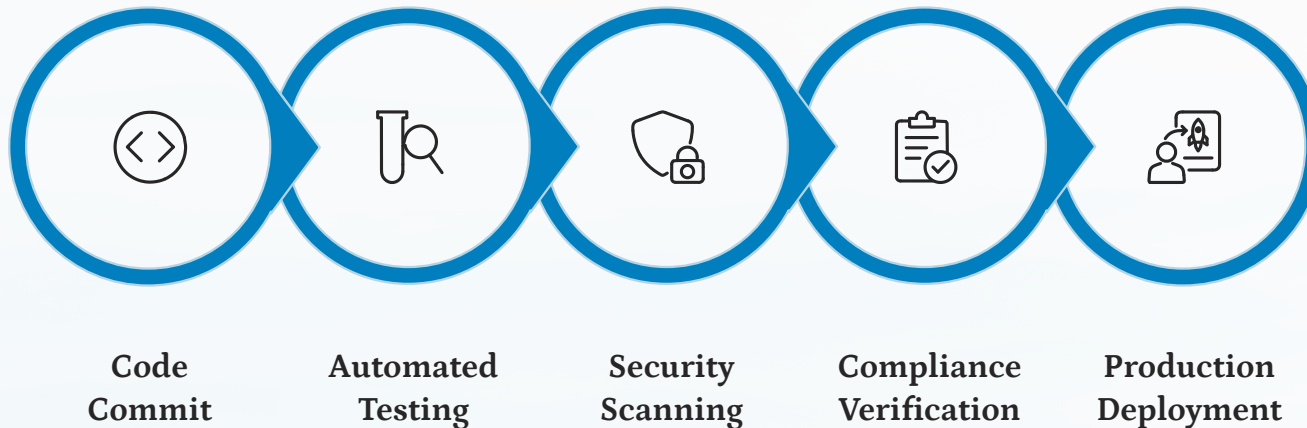 Code
Commit
Automated
Testing
Security
Scanning
Compliance
Verification
Production
Deployment